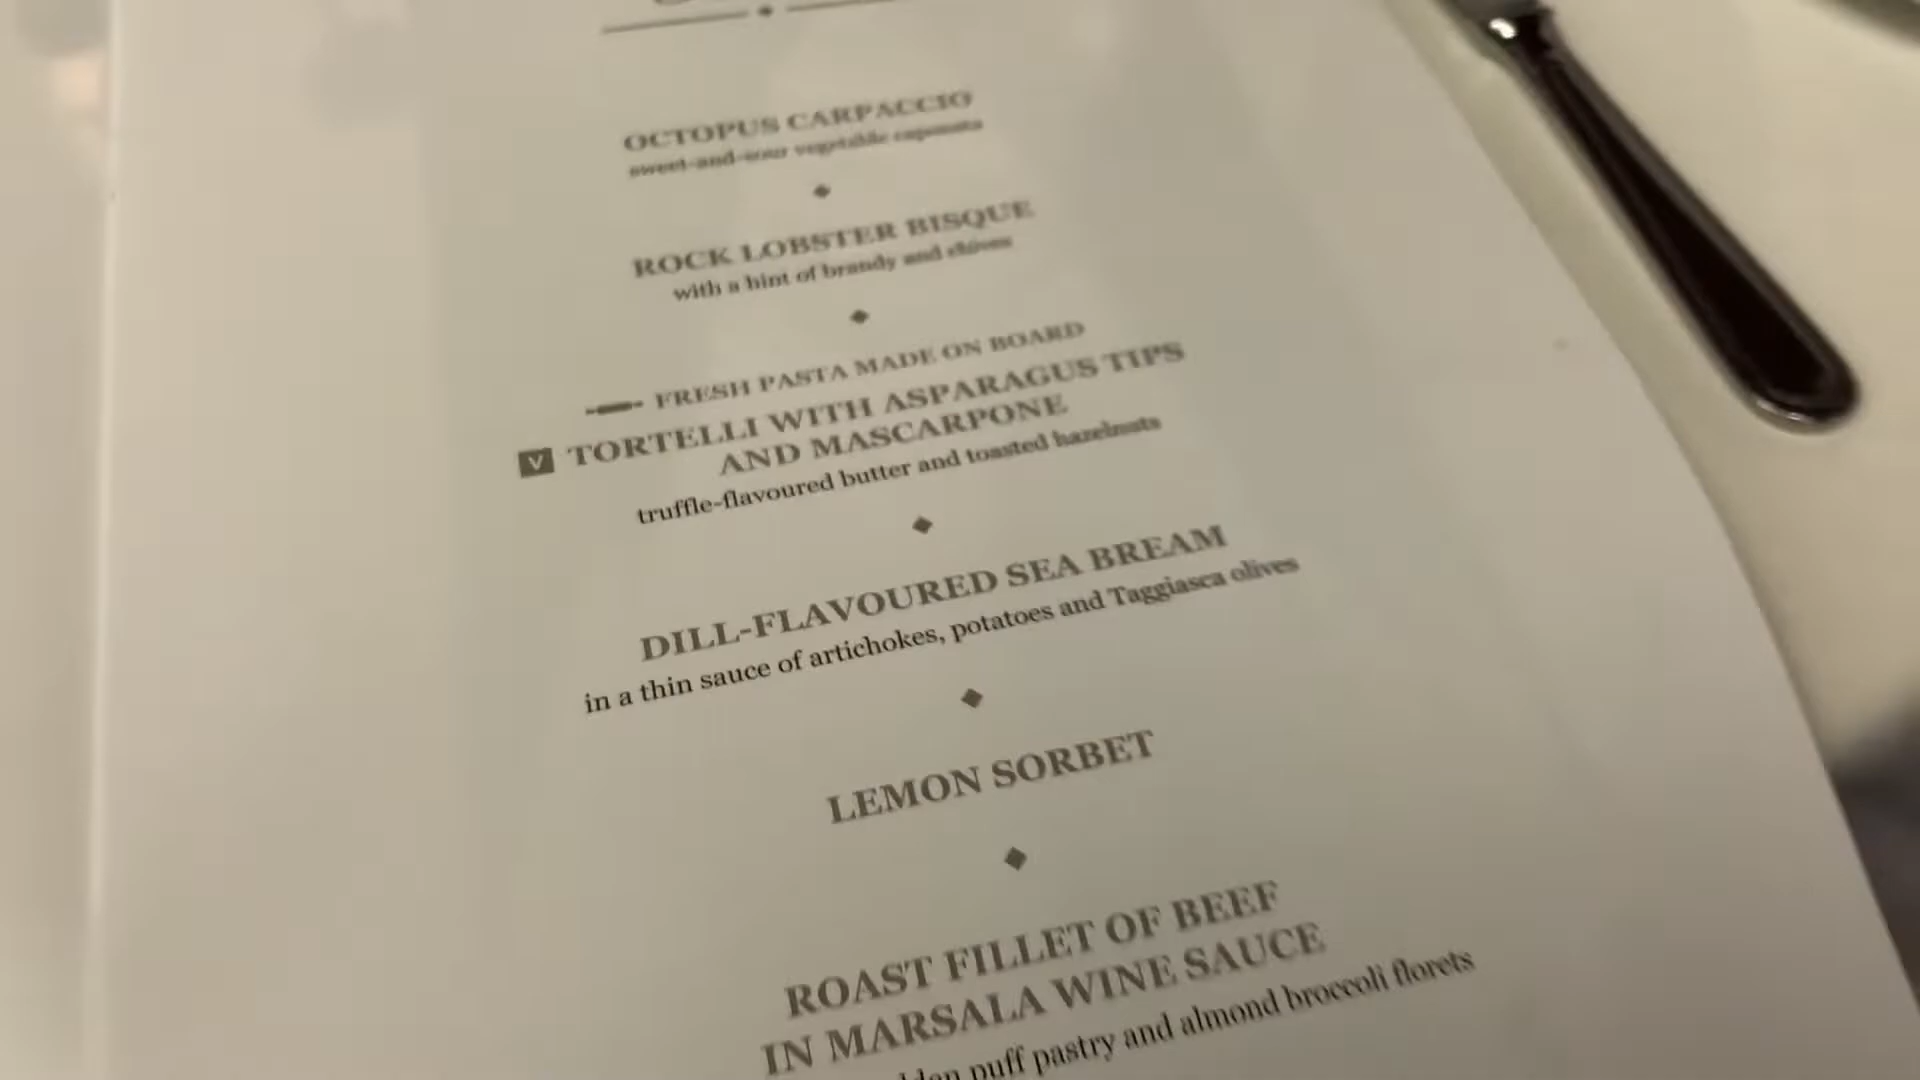 OCTOPUS CARPACCIO
sweet-and-sour vegetable caponata
ROCK LOBSTER BISQUE
with a hint of brandy and chives
FRESH PASTA MADE ON BOARD
V TORTELLI WITH ASPARAGUS TIPS
AND MASCARPONE
truffle-flavoured butter and toasted hazelnuts
DILL-FLAVOURED SEA BREAM
in a thin sauce of artichokes, potatoes and Taggiasca olives
LEMON SORBET
ROAST FILLET OF BEEF
IN MARSALA WINE SAUCE
puff pastry and almond broccoli florets